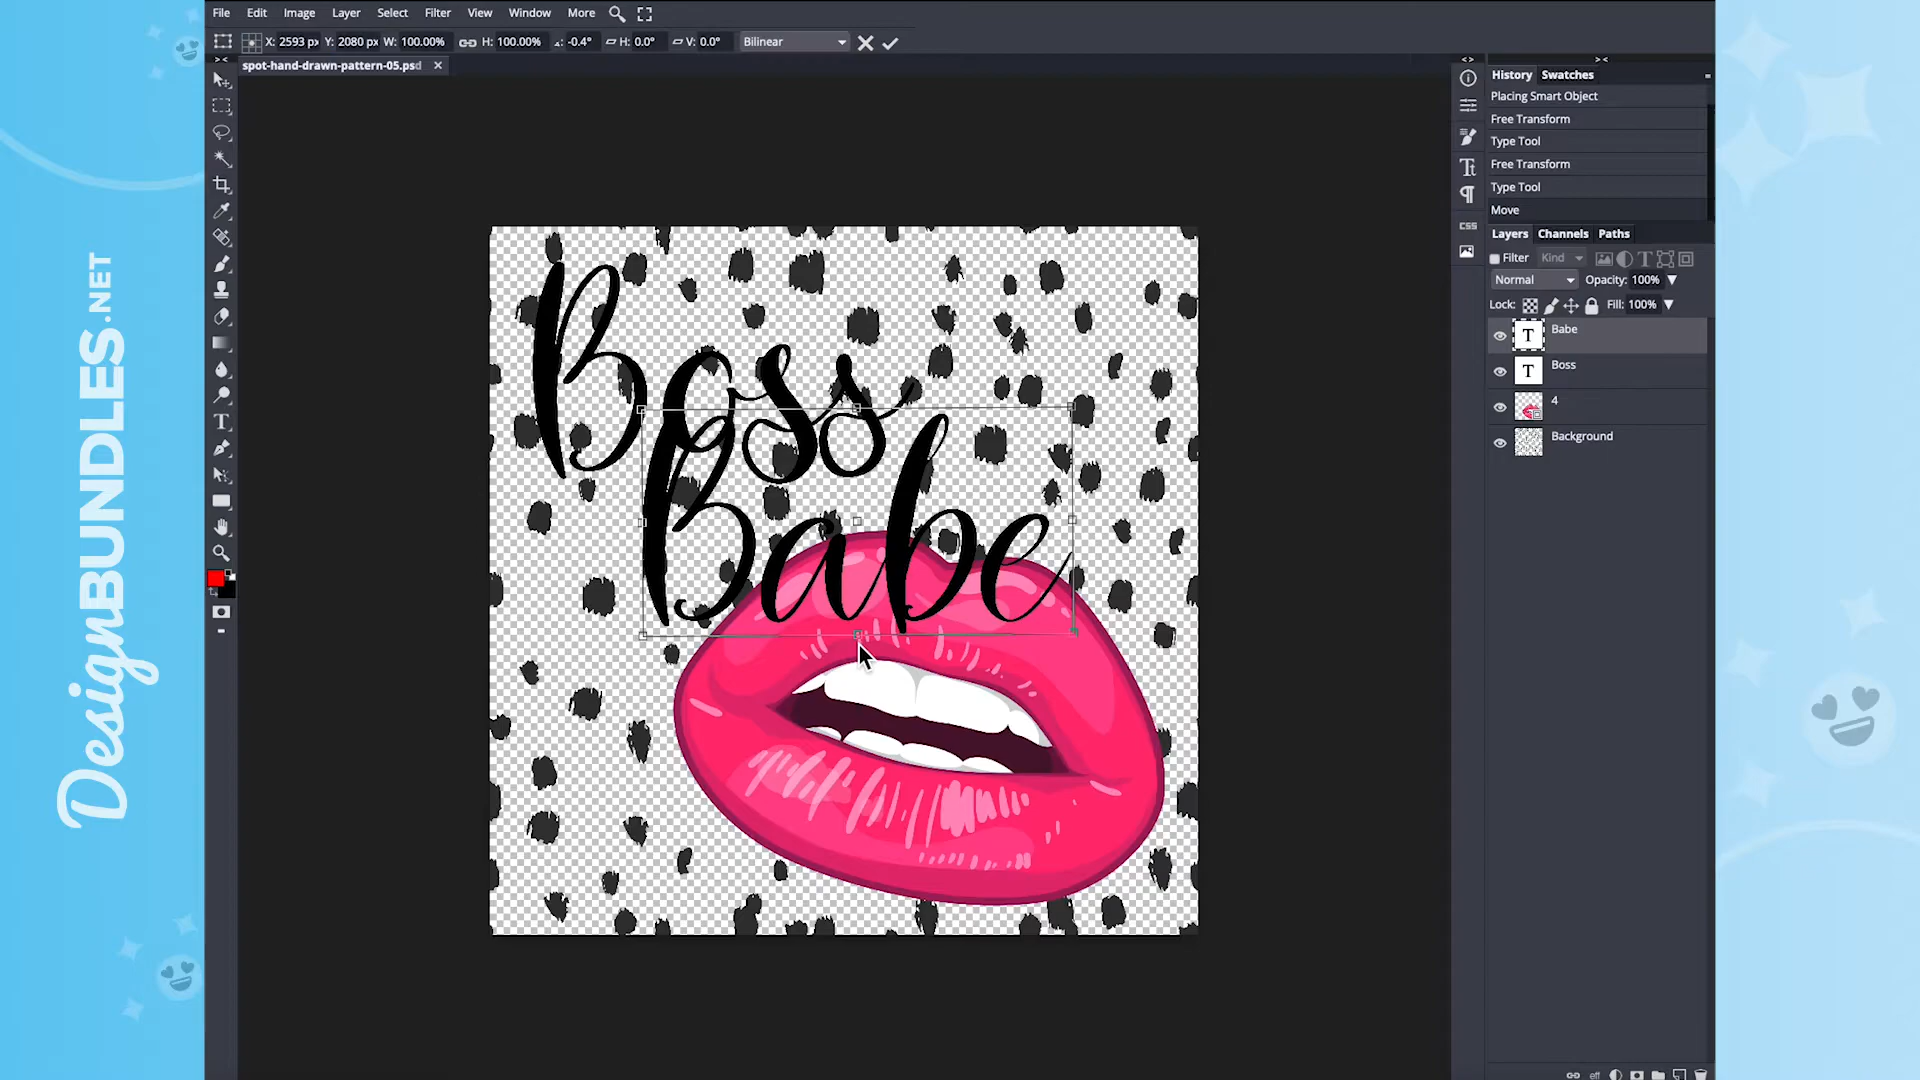 File Edit Image Layer Select Filter View Window More
X: 2593 px Y: 2080 px W: 100.00% H: 100.00% -0.4° H: 0.0° V: 0.0° Bilinear
spot-hand-drawn-pattern-05.psd
History Swatches
Placing Smart Object
Free Transform
Type Tool
Free Transform
Type Tool
Move
Layers Channels Paths
Filter Kind
Normal Opacity: 100%
Lock: Fill: 100%
T Babe
T Boss
4
Background
CSS
eff
Boss
Babe
DesignBUNDLES.NET